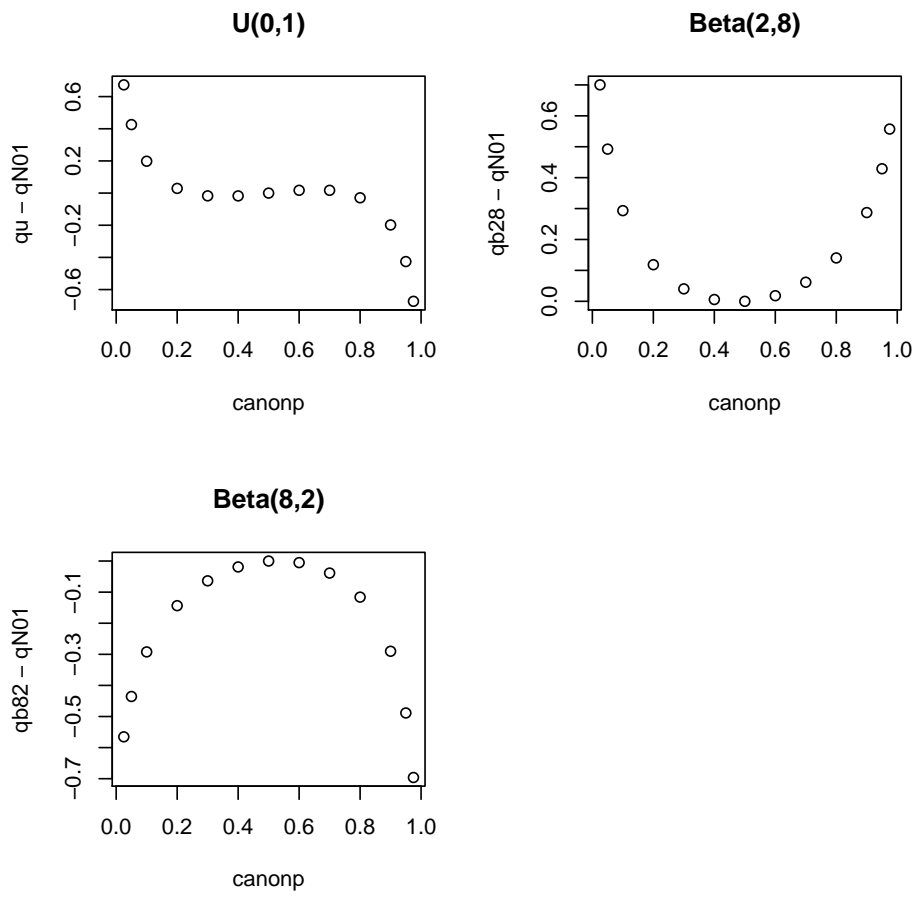 U(0,1)
qu − qN01
0.6
0.2
−0.2
−0.6
0.0 0.2 0.4 0.6 0.8 1.0
canonp
Beta(2,8)
qb28 − qN01
0.6
0.4
0.2
0.0
0.0 0.2 0.4 0.6 0.8 1.0
canonp
Beta(8,2)
qb82 − qN01
−0.1
−0.3
−0.5
−0.7
0.0 0.2 0.4 0.6 0.8 1.0
canonp